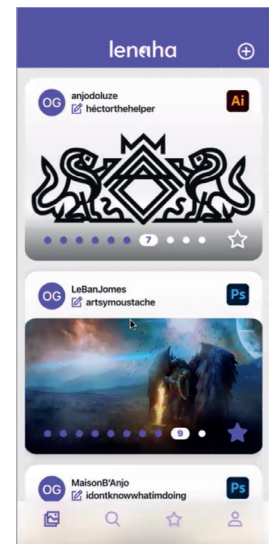 lenaha
OG
anjodoluze
héctorthehelper
Ai
7
OG
LeBanJomes
artsymoustache
Ps
9
OG
MaisonB'Anjo
idontknowwhatimdoing
Ps